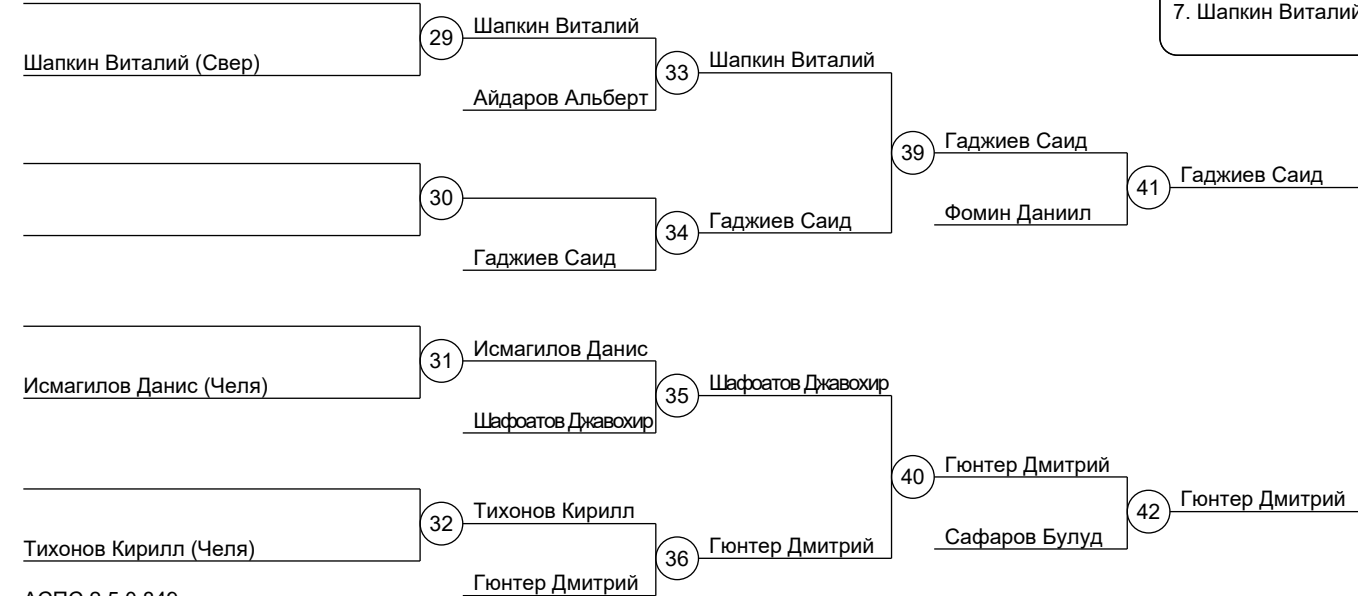 7. Шапкин Виталий
29
Шапкин Виталий
Шапкин Виталий (Свер)
33
Шапкин Виталий
Айдаров Альберт
39
Гаджиев Саид
30
41
Гаджиев Саид
34
Гаджиев Саид
Фомин Даниил
Гаджиев Саид
31
Исмагилов Данис
Исмагилов Данис (Челя)
35
Шафоатов Джавохир
Шафоатов Джавохир
40
Гюнтер Дмитрий
32
Тихонов Кирилл
42
Гюнтер Дмитрий
Тихонов Кирилл (Челя)
36
Гюнтер Дмитрий
Сафаров Булуд
Гюнтер Дмитрий